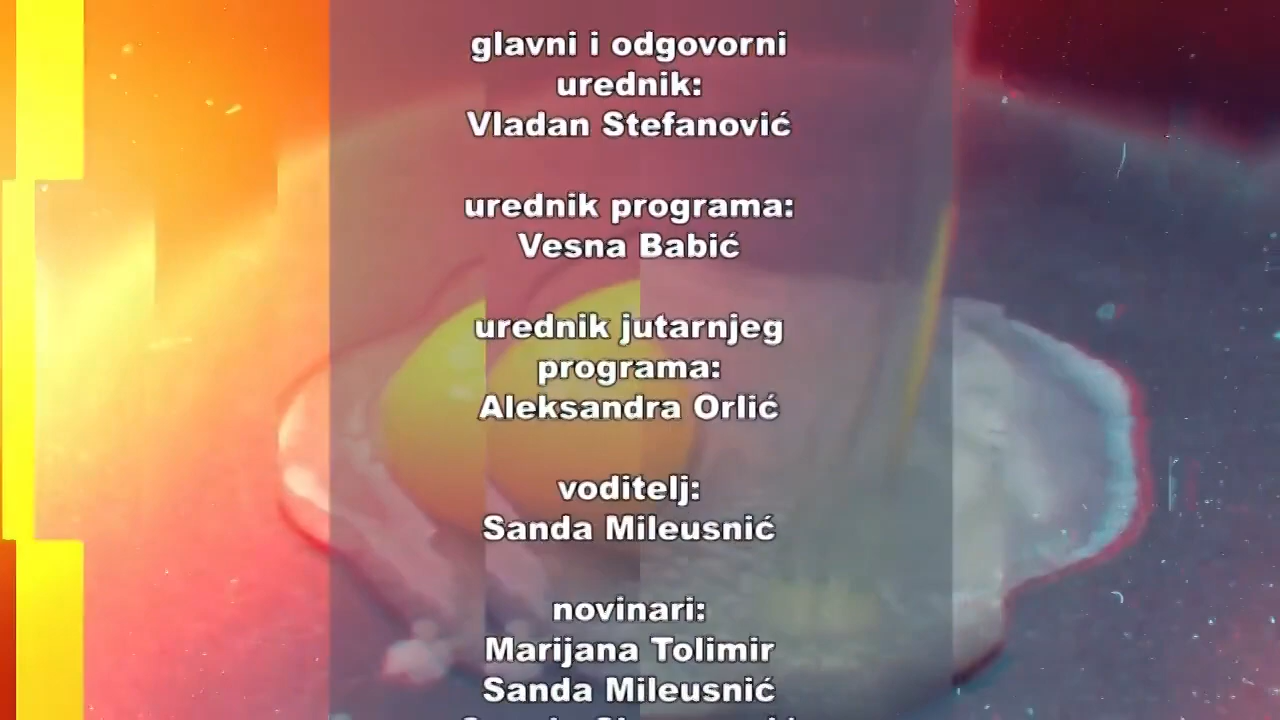 glavni i odgovorni
urednik:
Vladan Stefanović
urednik programa:
Vesna Babić
urednik jutarnjeg
programa:
Aleksandra Orlić
voditelj:
Sanda Mileusnić
novinari:
Marijana Tolimir
Sanda Mileusnić